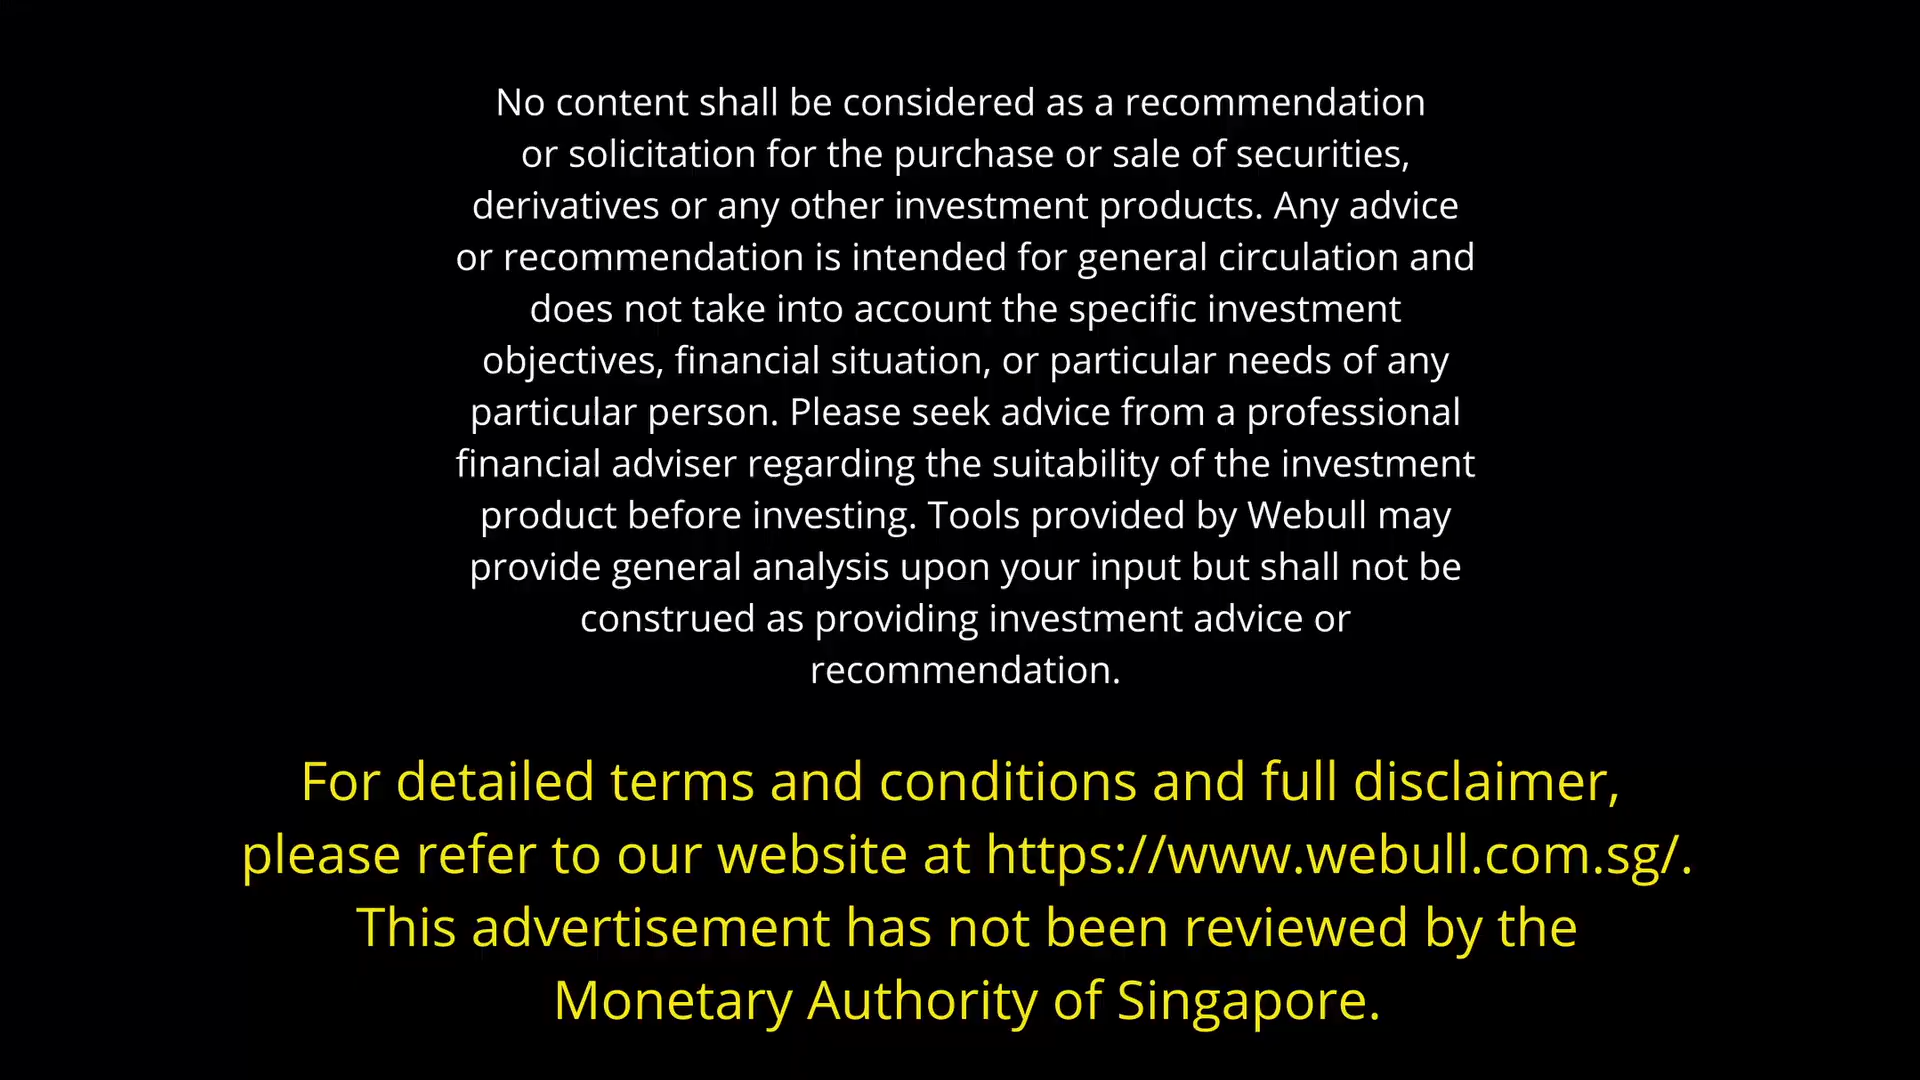 No content shall be considered as a recommendation
or solicitation for the purchase or sale of securities,
derivatives or any other investment products. Any advice
or recommendation is intended for general circulation and
does not take into account the specific investment
objectives, financial situation, or particular needs of any
particular person. Please seek advice from a professional
financial adviser regarding the suitability of the investment
product before investing. Tools provided by Webull may
provide general analysis upon your input but shall not be
construed as providing investment advice or
recommendation.
For detailed terms and conditions and full disclaimer,
please refer to our website at https://www.webull.com.sg/.
This advertisement has not been reviewed by the
Monetary Authority of Singapore.